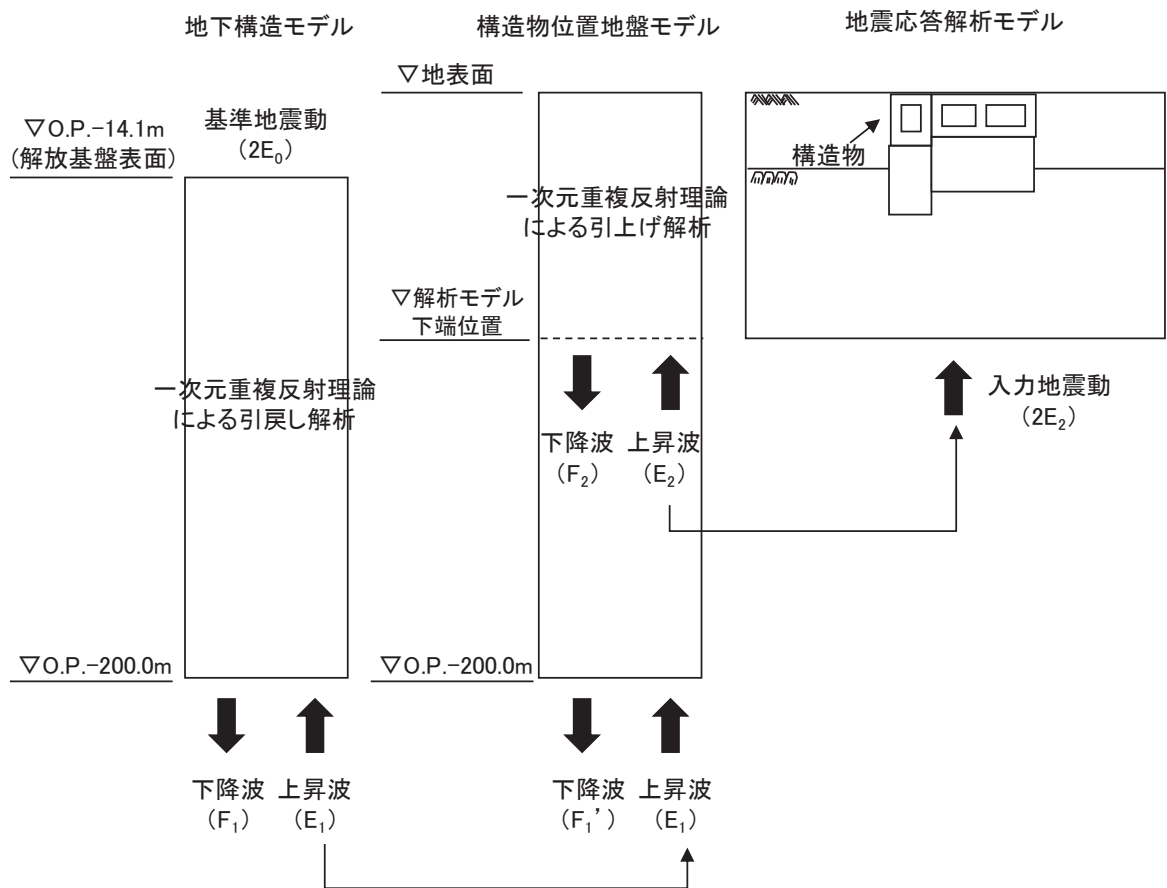 地下構造モデル
▽O.P.-14.1m
(解放基盤表面)
基準地震動
(2E₀)
一次元重複反射理論
による引戻し解析
▽O.P.-200.0m
下降波
(F₁)
上昇波
(E₁)
構造物位置地盤モデル
▽地表面
一次元重複反射理論
による引上げ解析
▽解析モデル
下端位置
下降波
(F₂)
上昇波
(E₂)
▽O.P.-200.0m
下降波
(F₁’)
上昇波
(E₁)
地震応答解析モデル
構造物
入力地震動
(2E₂)